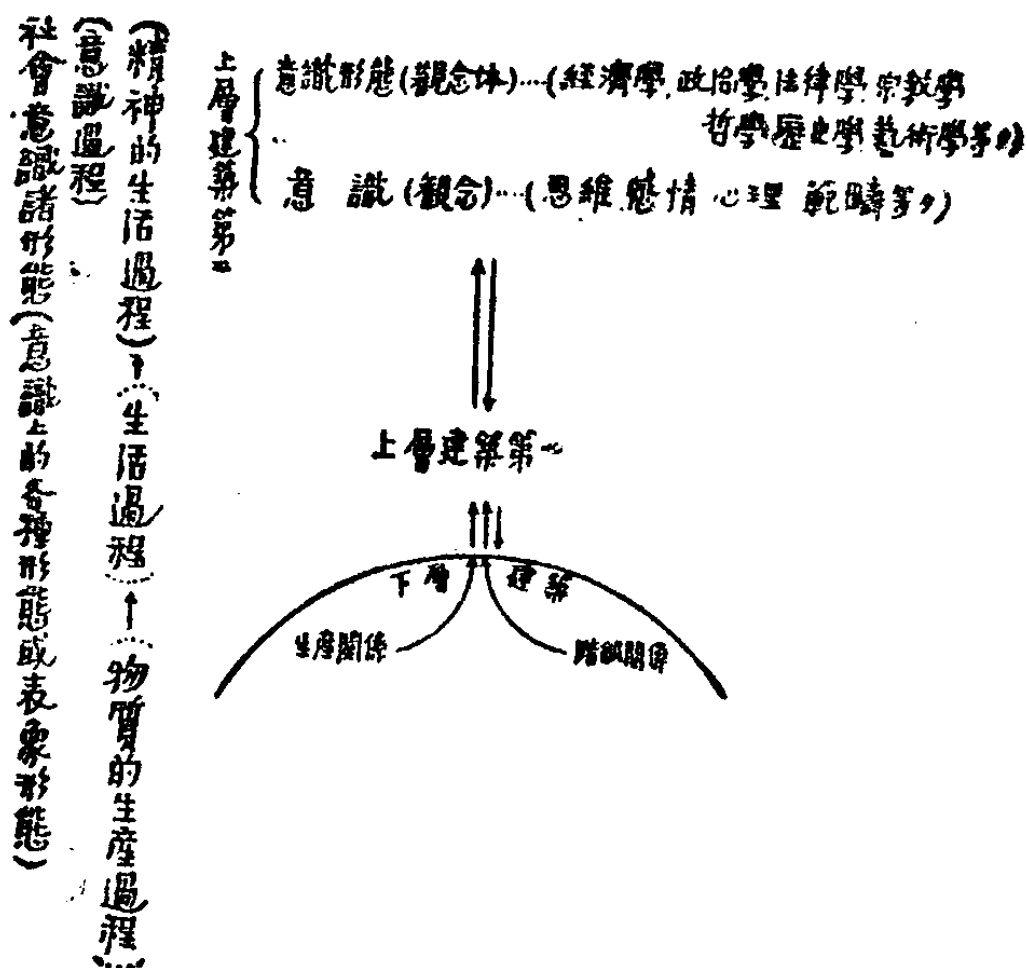 上層建築第二
意識形態(觀念体)…(經濟學.政治學.法律學.宗教學
哲學.歷史學.藝術學等々)
意 識(観念)…(思維.感情.心理 範疇等々)
上層建築第一
下層 建築
生産關係
階級關係
(精神的生活過程)←(生活過程)←(物質的生産過程)
(意識過程)
社會意識諸形態(意識上的各種形態或表象形態)